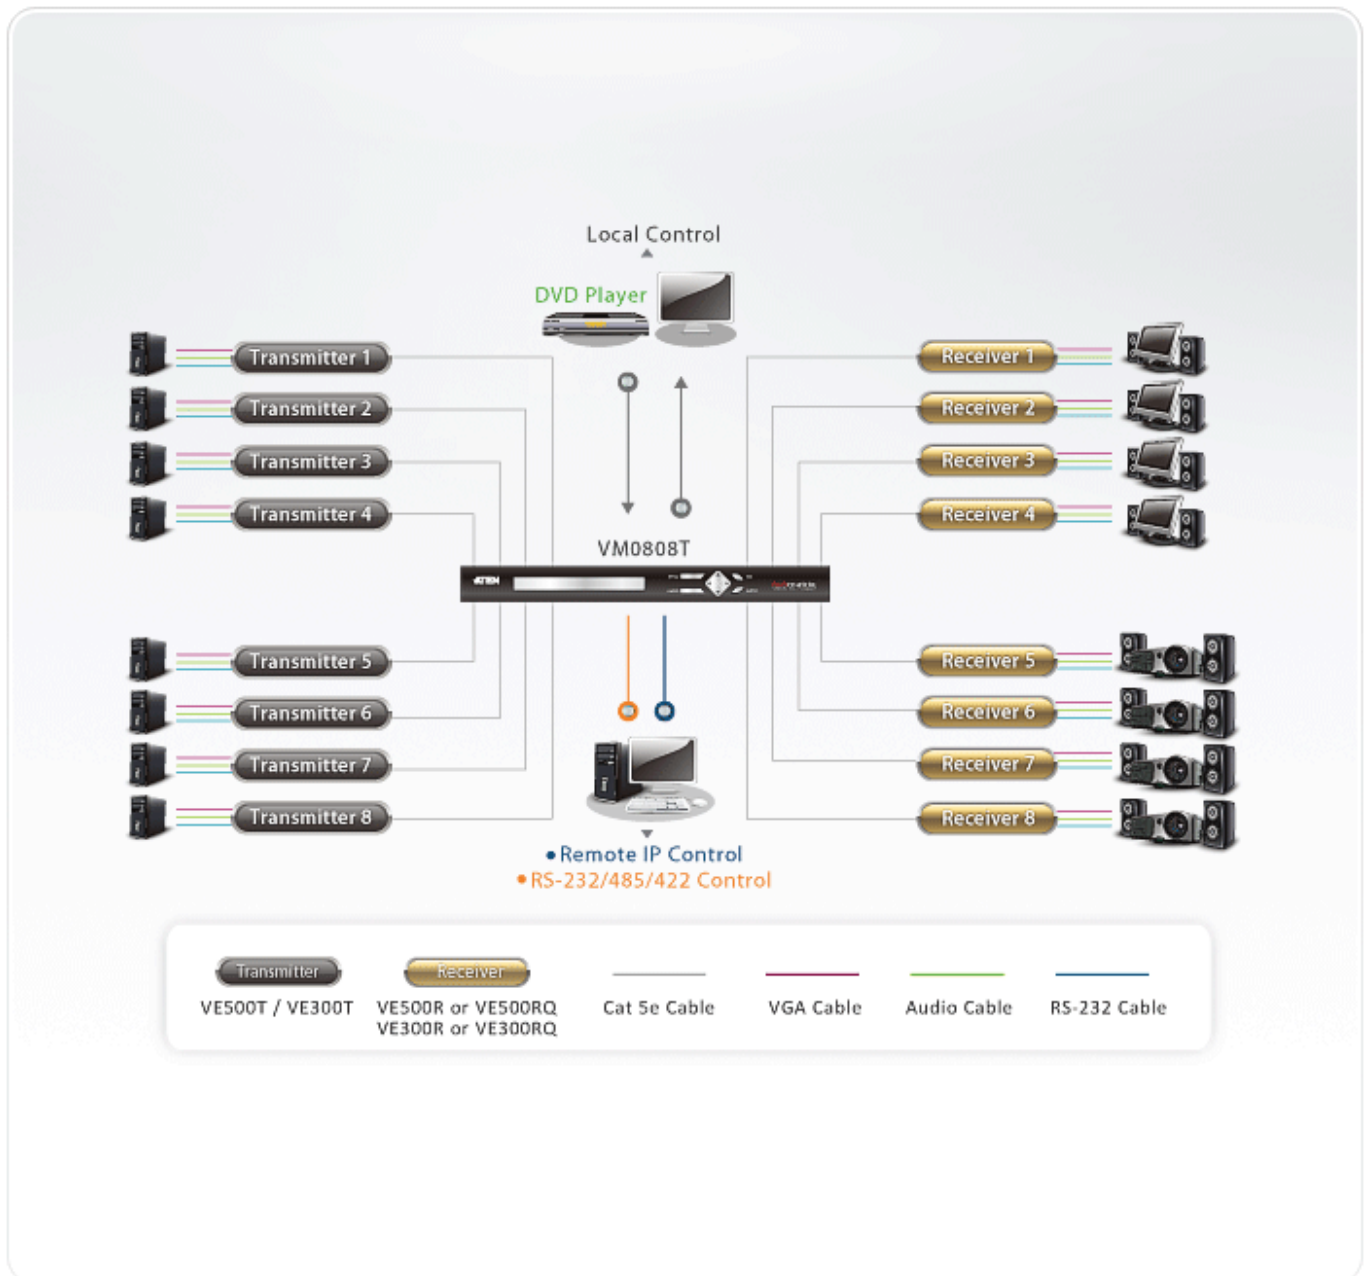 Local Control
DVD Player
Transmitter 1
Transmitter 2
Transmitter 3
Transmitter 4
Receiver 1
Receiver 2
Receiver 3
Receiver 4
VM0808T
ATEN
Transmitter 5
Transmitter 6
Transmitter 7
Transmitter 8
Receiver 5
Receiver 6
Receiver 7
Receiver 8
• Remote IP Control
• RS-232/485/422 Control
Transmitter
VE500T / VE300T
Receiver
VE500R or VE500RQ
VE300R or VE300RQ
Cat 5e Cable
VGA Cable
Audio Cable
RS-232 Cable